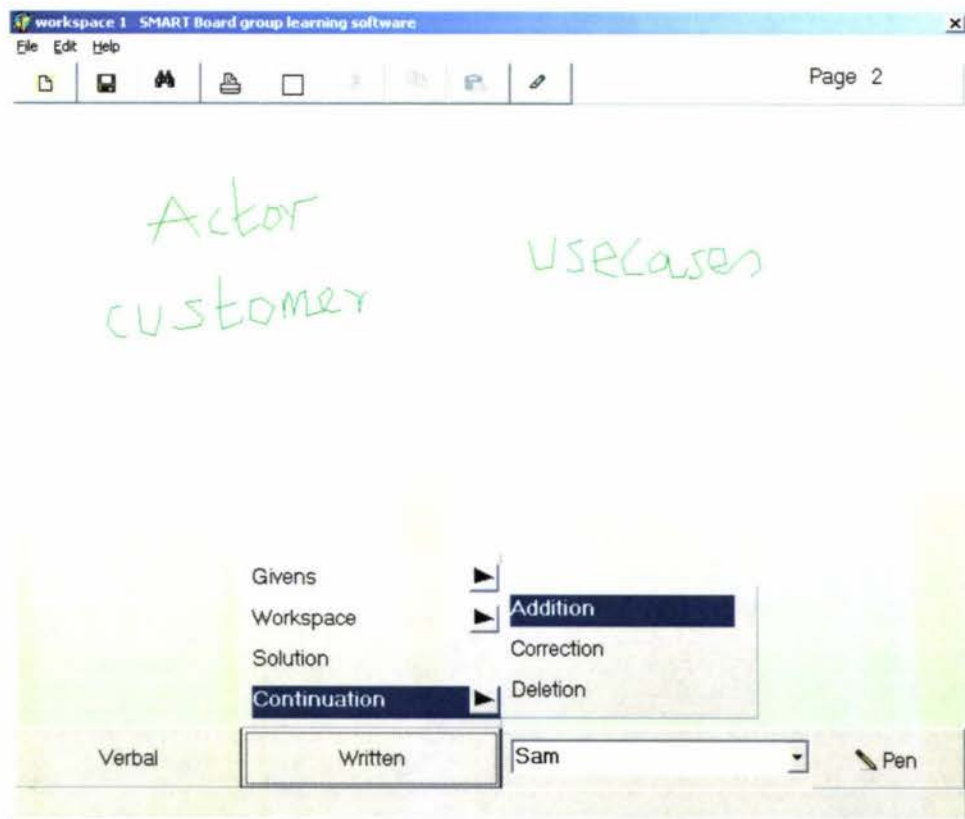 workspace 1 SMART Board group learning software
File Edit Help
Page 2
Actor
usecases
customer
Givens
Workspace
Addition
Solution
Correction
Continuation
Deletion
Verbal
Written
Sam
Pen